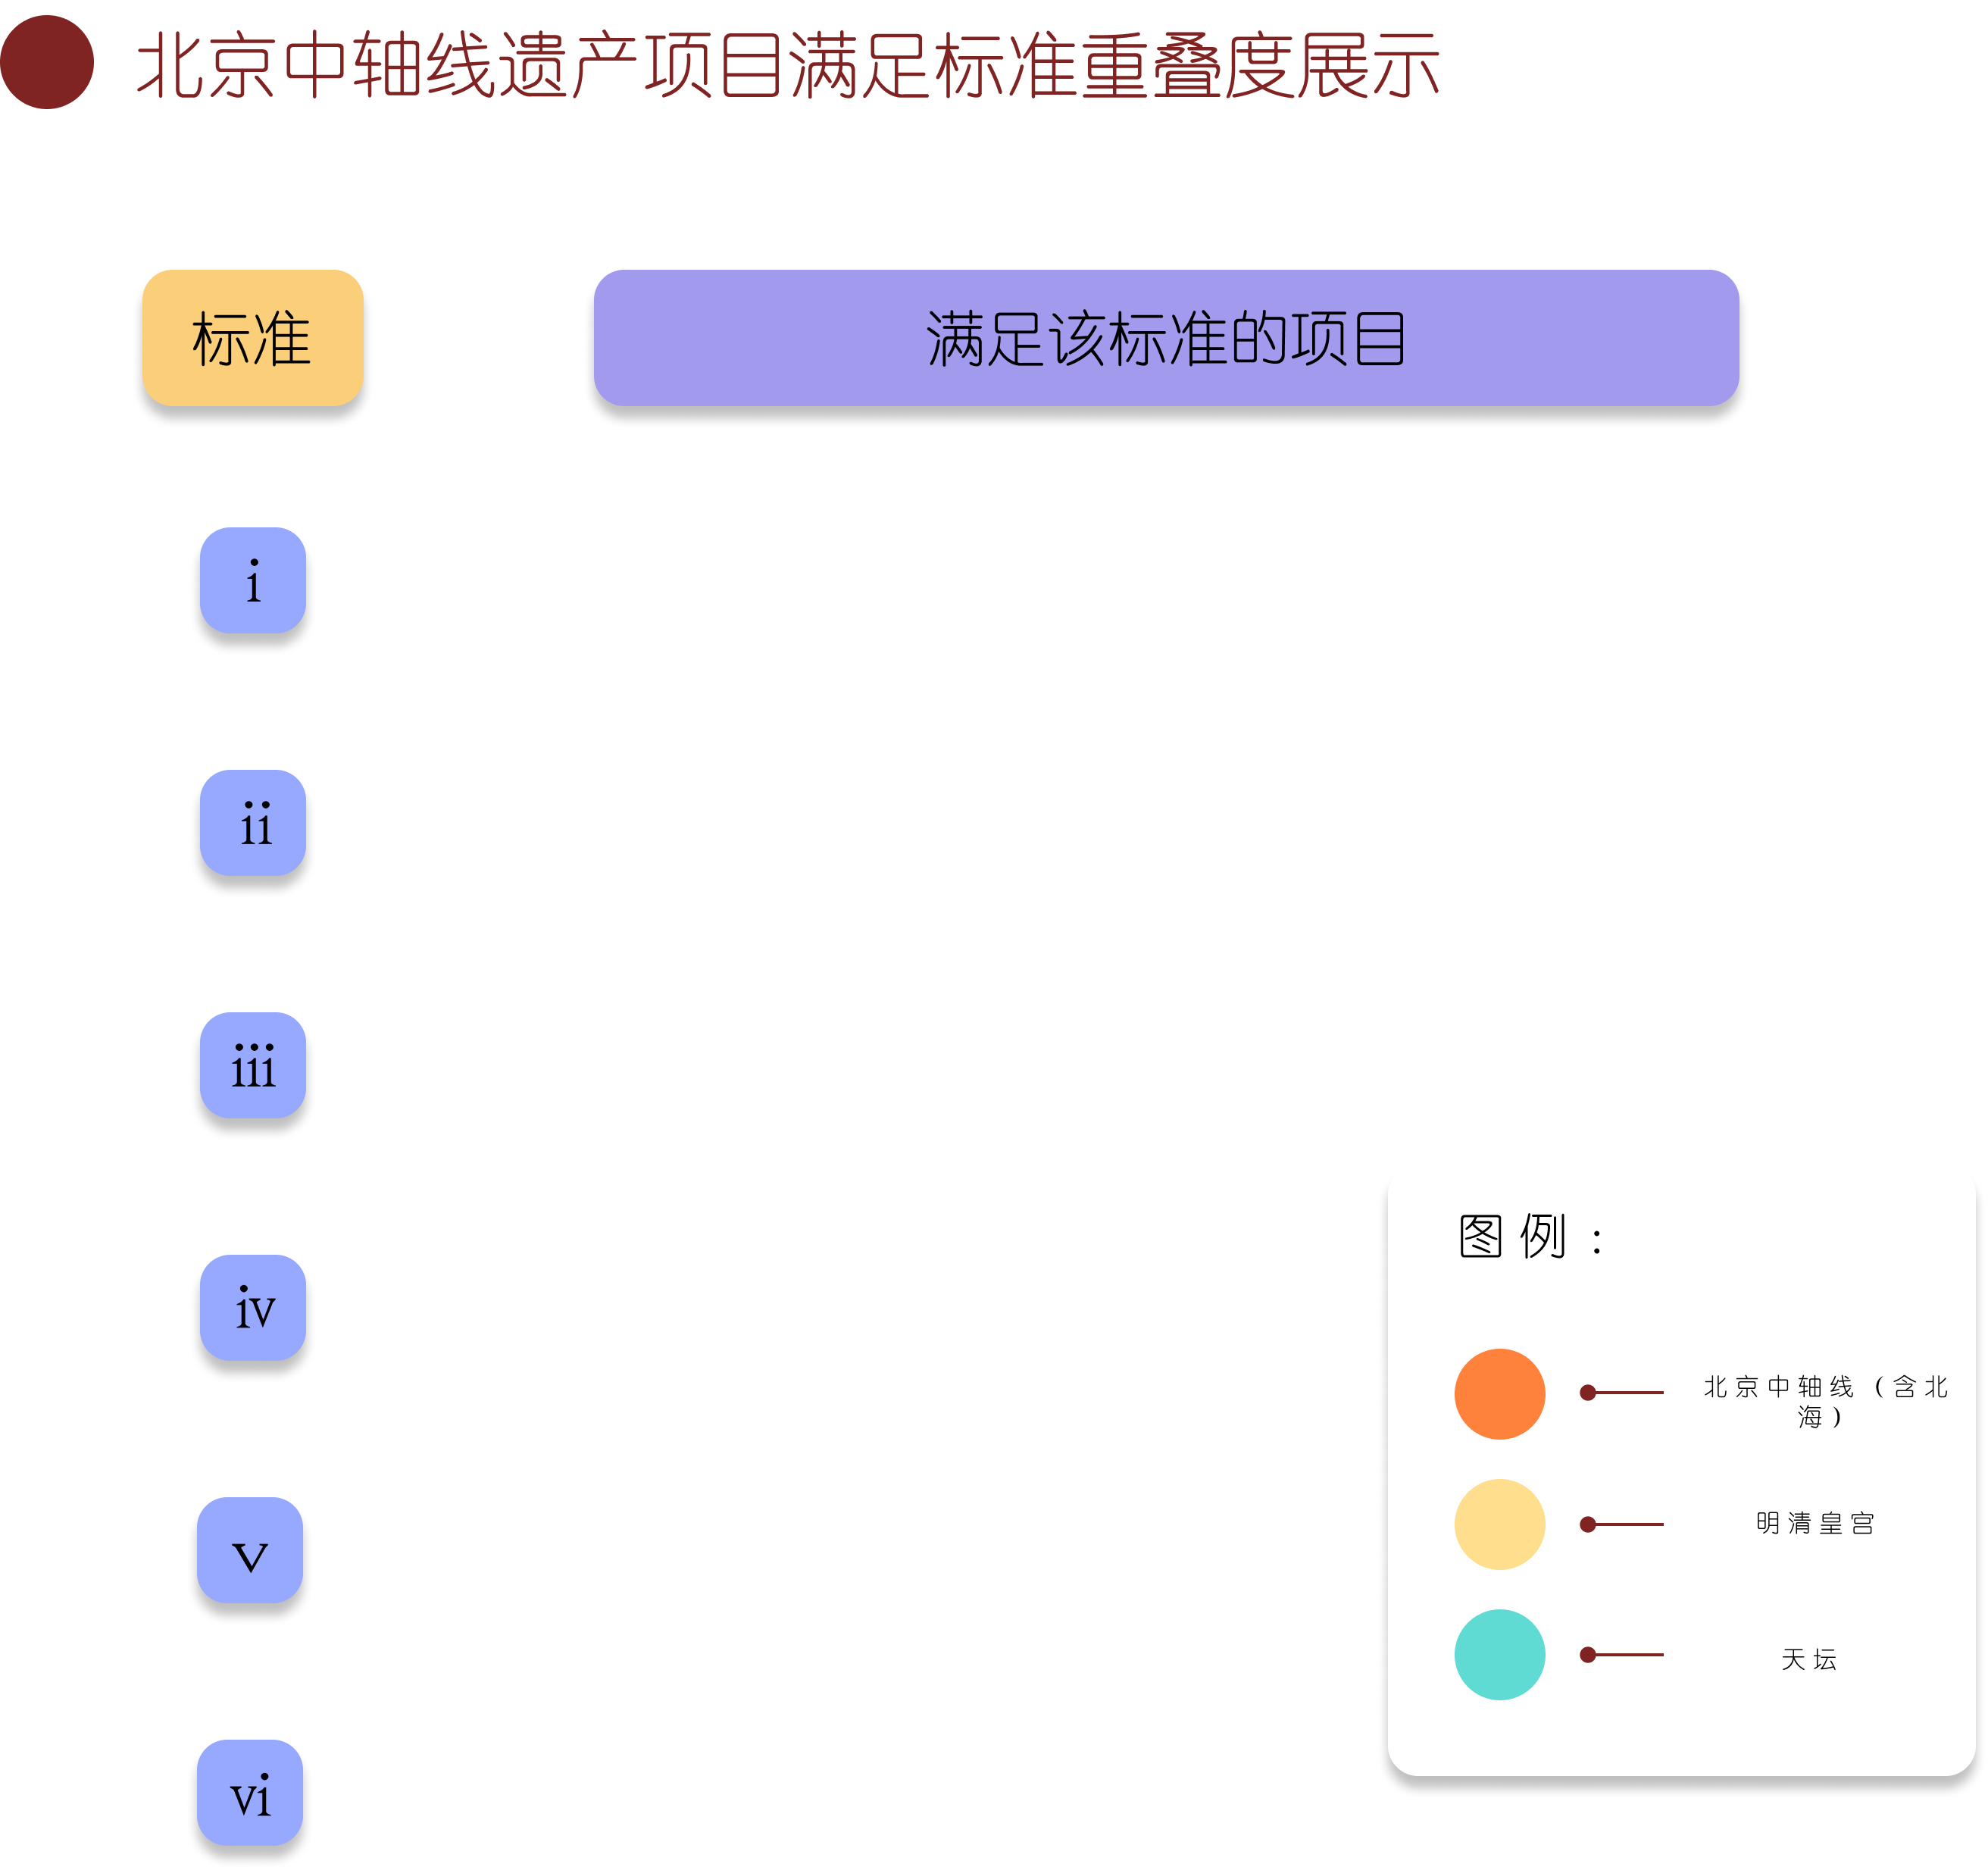 北京中轴线资产项目满足标准重叠度展示
标准
满足该标准的项目
i
ii
iii
iv
v
vi
图例：
北京中轴线（含北
海）
明清皇宫
天坛